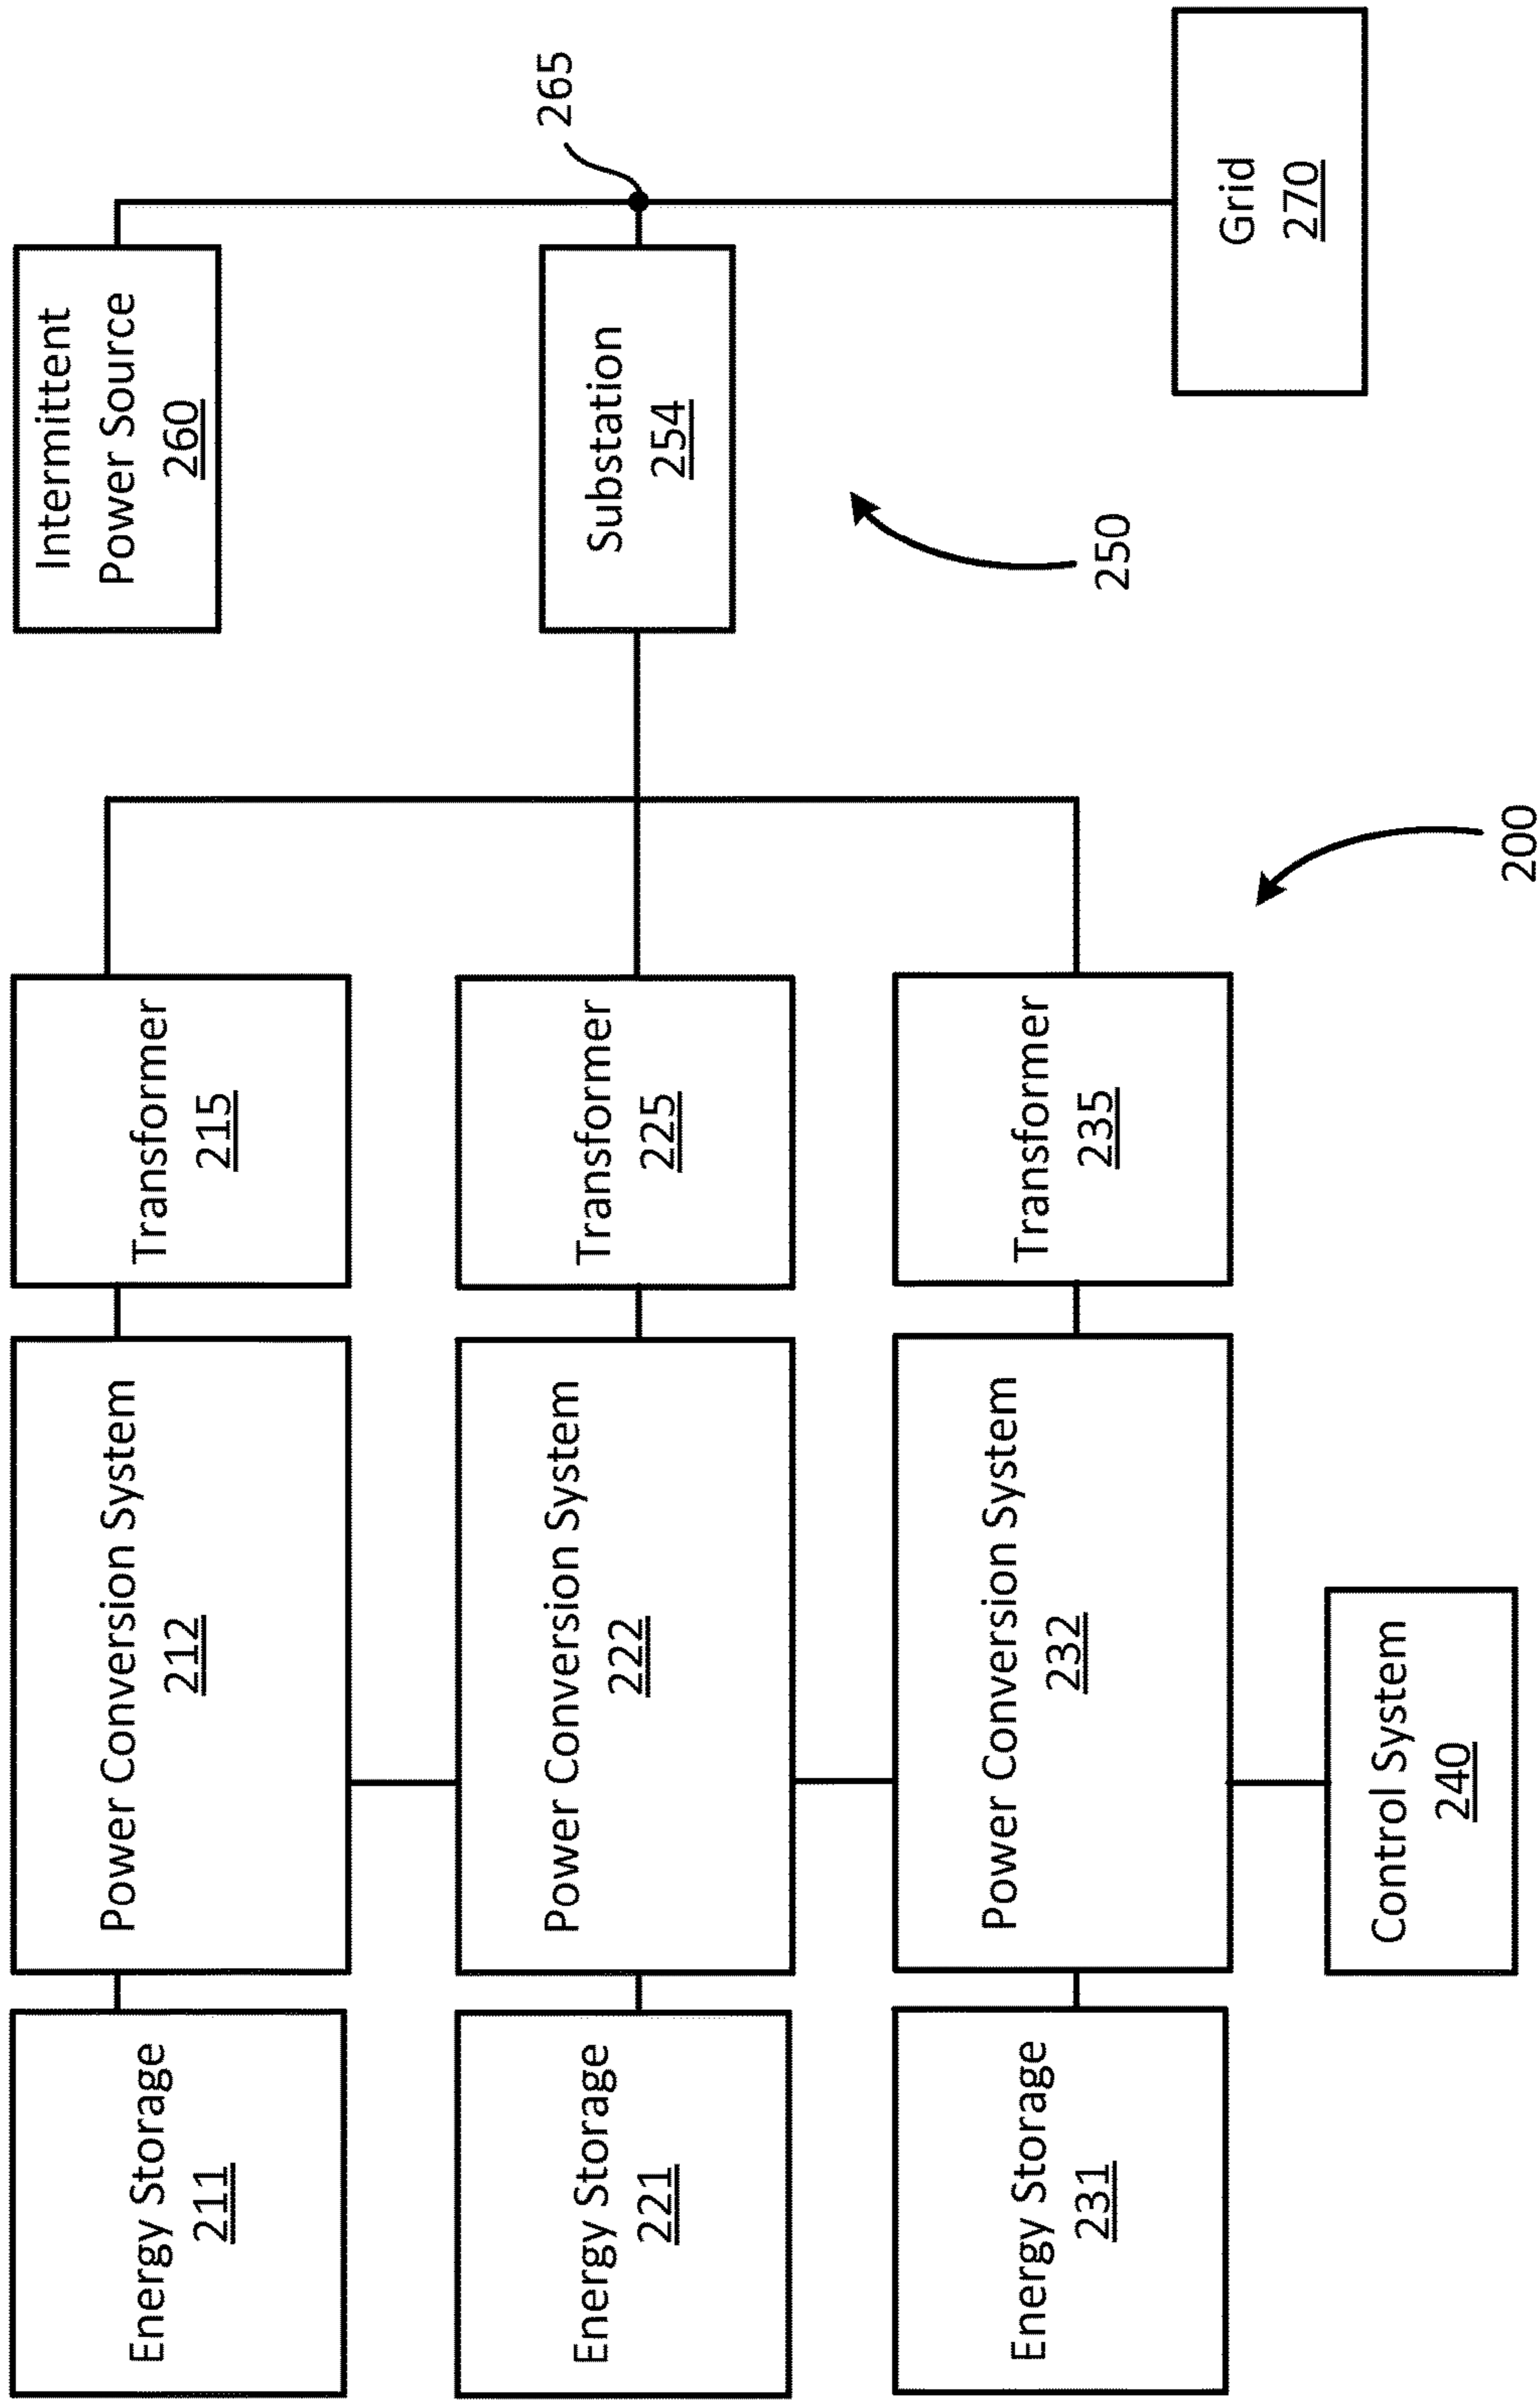 Energy Storage
211
Power Conversion System
212
Transformer
215
Intermittent
Power Source
260
265
Energy Storage
221
Power Conversion System
222
Transformer
225
Substation
254
250
Energy Storage
231
Power Conversion System
232
Transformer
235
Grid
270
Control System
240
200